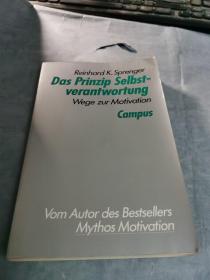 Reinhard K. Sprenger
Das Prinzip Selbst-
verantwortung
Wege zur Motivation
Campus
Vom Autor des Bestsellers
Mythos Motivation